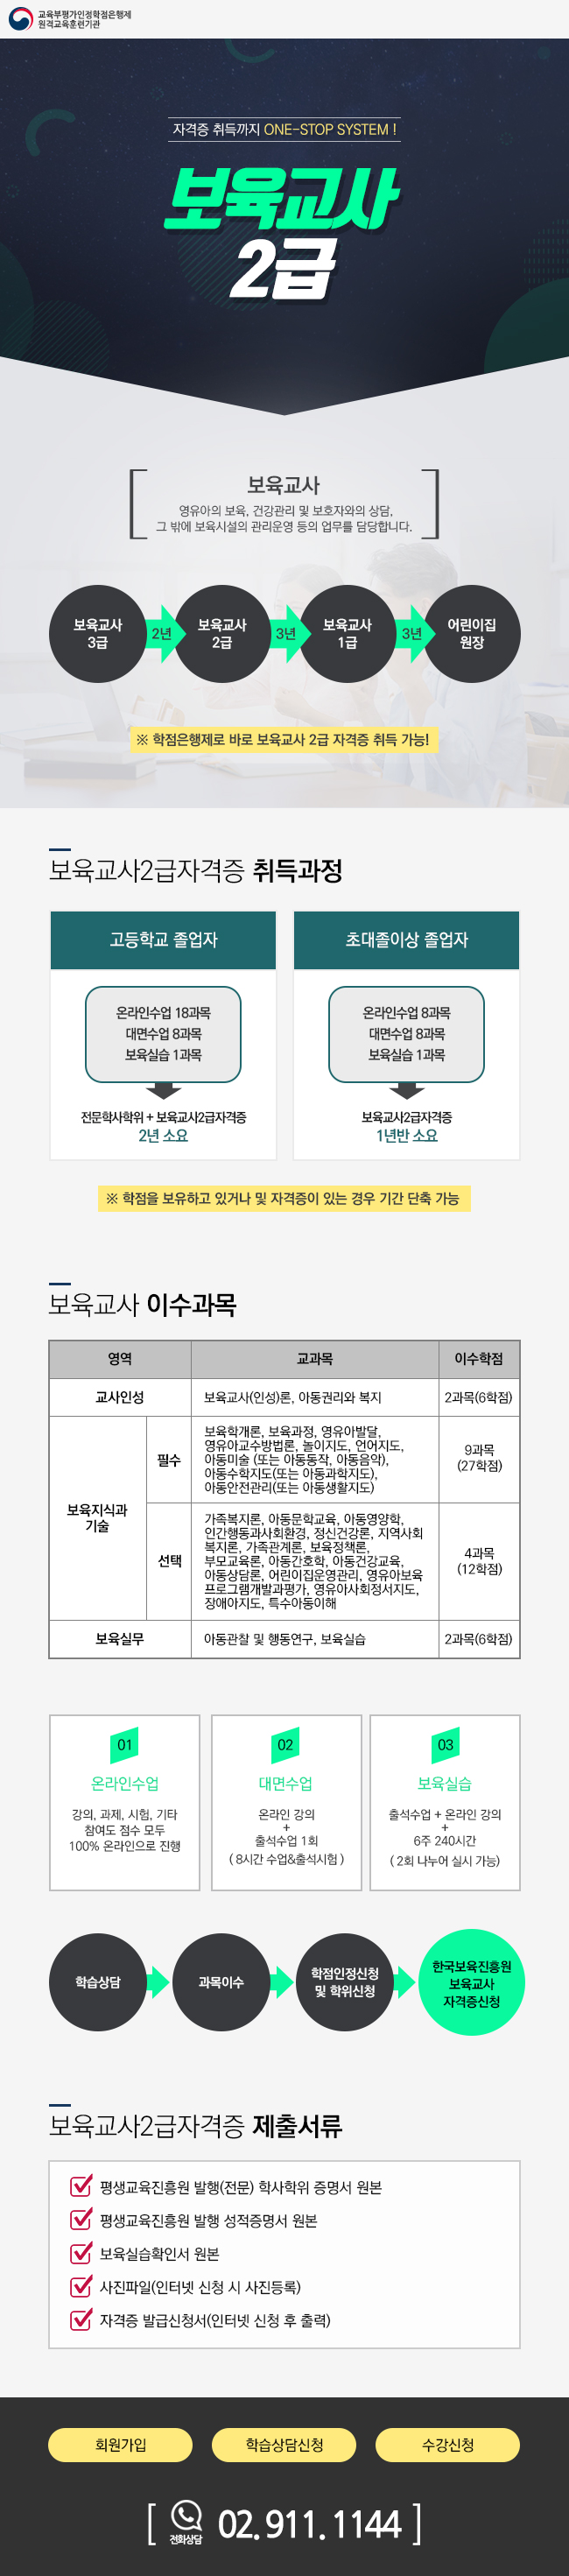 교육부평가인정학점은행제
원격교육훈련기관
자격증 취득까지 ONE-STOP SYSTEM !
보육교사
2급
보육교사
영유아의 보육, 건강관리 및 보호자와의 상담,
그 밖에 보육시설의 관리운영 등의 업무를 담당합니다.
보육교사
3급
2년
보육교사
2급
3년
보육교사
1급
3년
어린이집
원장
※ 학점은행제로 바로 보육교사 2급 자격증 취득 가능!
보육교사2급자격증 취득과정
고등학교 졸업자
온라인수업 18과목
대면수업 8과목
보육실습 1과목
전문학사학위 + 보육교사2급자격증
2년 소요
초대졸이상 졸업자
온라인수업 8과목
대면수업 8과목
보육실습 1과목
보육교사2급자격증
1년반 소요
※ 학점을 보유하고 있거나 및 자격증이 있는 경우 기간 단축 가능
보육교사 이수과목
영역 교과목 이수학점
교사인성 보육교사(인성)론, 아동권리와 복지 2과목(6학점)
보육지식과
기술
필수
보육학개론, 보육과정, 영유아발달,
영유아교수방법론, 놀이지도, 언어지도,
아동미술 (또는 아동동작, 아동음악),
아동수학지도(또는 아동과학지도),
아동안전관리(또는 아동생활지도)
9과목
(27학점)
선택
가족복지론, 아동문학교육, 아동영양학,
인간행동과사회환경, 정신건강론, 지역사회
복지론, 가족관계론, 보육정책론,
부모교육론, 아동간호학, 아동건강교육,
아동상담론, 어린이집운영관리, 영유아보육
프로그램개발과평가, 영유아사회정서지도,
장애아지도, 특수아동이해
4과목
(12학점)
보육실무 아동관찰 및 행동연구, 보육실습 2과목(6학점)
01
온라인수업
강의, 과제, 시험, 기타
참여도 점수 모두
100% 온라인으로 진행
02
대면수업
온라인 강의
+
출석수업 1회
( 8시간 수업&출석시험 )
03
보육실습
출석수업 + 온라인 강의
+
6주 240시간
( 2회 나누어 실시 가능)
학습상담
과목이수
학점인정신청
및 학위신청
한국보육진흥원
보육교사
자격증신청
보육교사2급자격증 제출서류
평생교육진흥원 발행(전문) 학사학위 증명서 원본
평생교육진흥원 발행 성적증명서 원본
보육실습확인서 원본
사진파일(인터넷 신청 시 사진등록)
자격증 발급신청서(인터넷 신청 후 출력)
회원가입
학습상담신청
수강신청
전화상담
02. 911. 1144